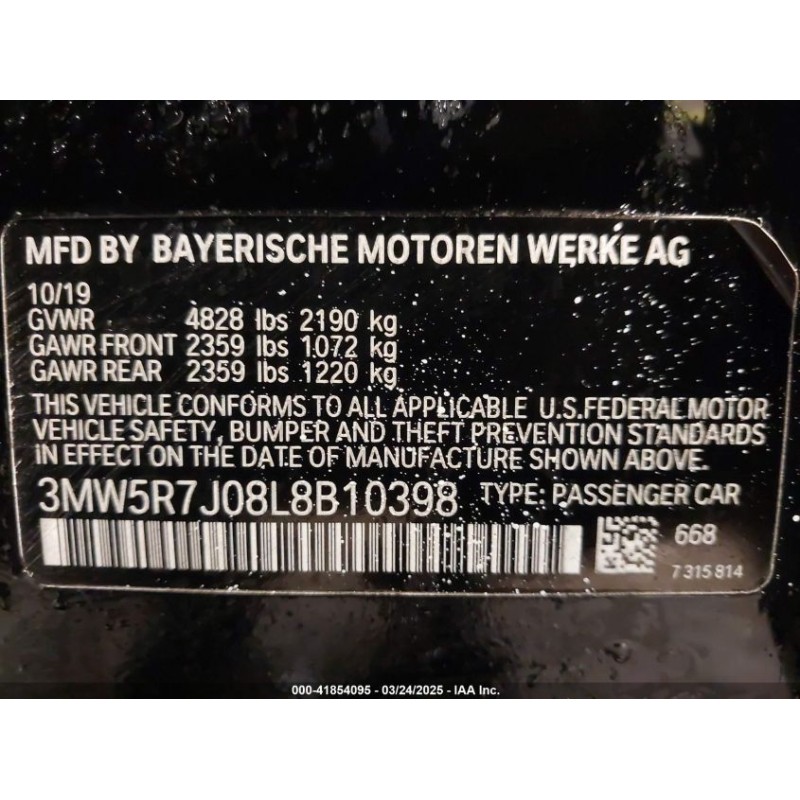 MFD BY BAYERISCHE MOTOREN WERKE AG
10/19
GVWR 4828 lbs 2190 kg
GAWR FRONT 2359 lbs 1072 kg
GAWR REAR 2359 lbs 1220 kg
THIS VEHICLE CONFORMS TO ALL APPLICABLE U.S.FEDERAL MOTOR
VEHICLE SAFETY, BUMPER AND THEFT PREVENTION STANDARDS
IN EFFECT ON THE DATE OF MANUFACTURE SHOWN ABOVE.
3MW5R7J08L8B10398 TYPE: PASSENGER CAR
668
7 315 814
000-41854095 - 03/24/2025 - IAA Inc.